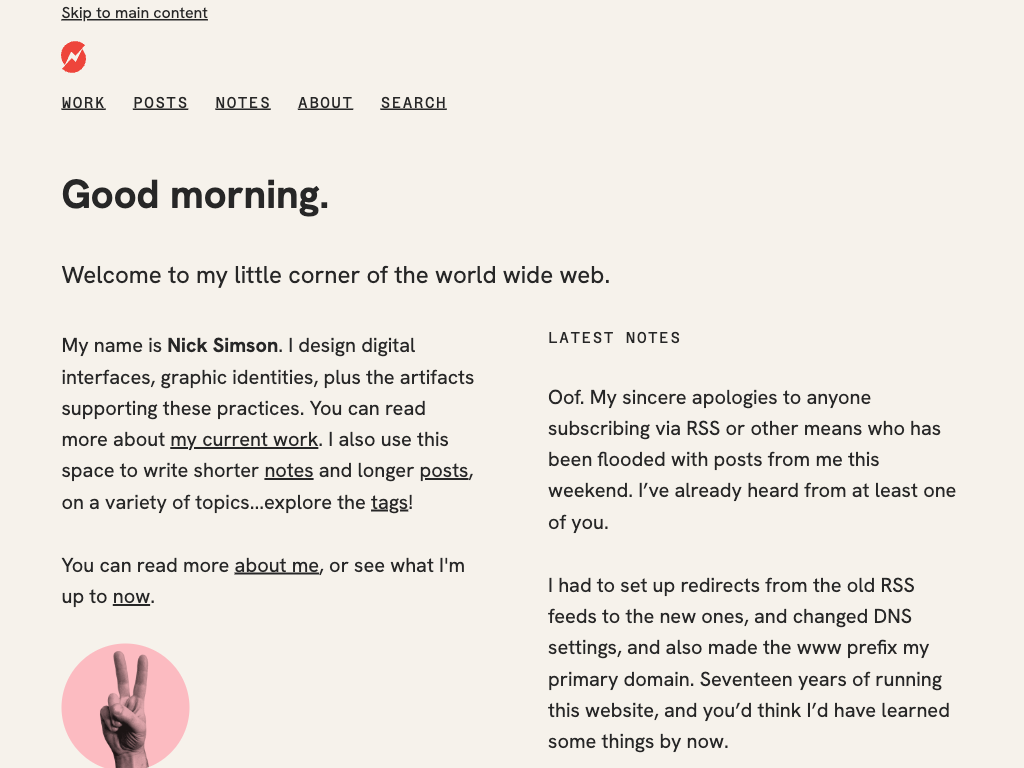 Skip to main content
WORK POSTS NOTES ABOUT SEARCH
Good morning.
Welcome to my little corner of the world wide web.
My name is Nick Simson. I design digital
interfaces, graphic identities, plus the artifacts
supporting these practices. You can read
more about my current work. I also use this
space to write shorter notes and longer posts,
on a variety of topics...explore the tags!
You can read more about me, or see what I'm
up to now.
LATEST NOTES
Oof. My sincere apologies to anyone
subscribing via RSS or other means who has
been flooded with posts from me this
weekend. I’ve already heard from at least one
of you.
I had to set up redirects from the old RSS
feeds to the new ones, and changed DNS
settings, and also made the www prefix my
primary domain. Seventeen years of running
this website, and you’d think I’d have learned
some things by now.